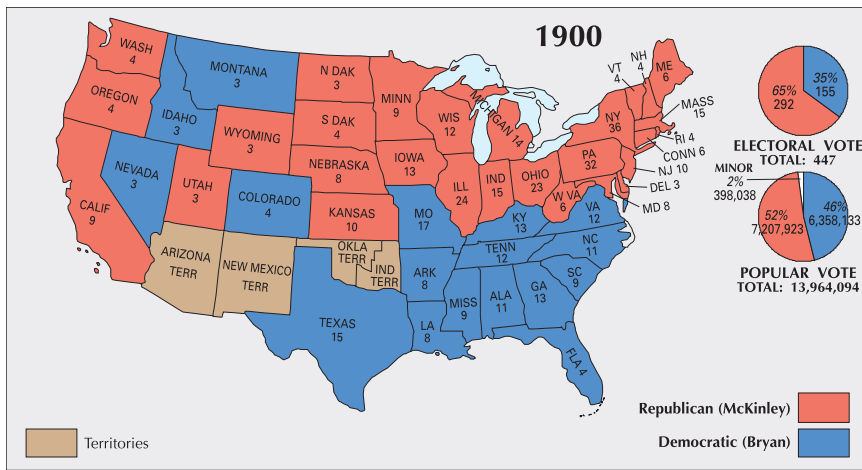 1900
WASH
4
OREGON
4
CALIF
9
NEVADA
3
IDAHO
3
MONTANA
3
WYOMING
3
UTAH
3
COLORADO
4
ARIZONA
TERR
NEW MEXICO
TERR
N DAK
3
S DAK
4
NEBRASKA
8
KANSAS
10
OKLA
TERR
IND
TERR
TEXAS
15
MINN
9
IOWA
13
MO
17
ARK
8
LA
8
WIS
12
MICHIGAN 14
ILL
24
IND
15
OHIO
23
KY
13
TENN
12
MISS
9
ALA
11
GA
13
FLA 4
SC
9
NC
11
VA
12
W VA
6
PA
32
NY
36
VT
4
NH
4
ME
6
MASS
15
RI 4
CONN 6
NJ 10
DEL 3
MD 8
65%
292
35%
155
ELECTORAL VOTE
TOTAL: 447
MINOR
2%
398,038
52%
7,207,923
46%
6,358,133
POPULAR VOTE
TOTAL: 13,964,094
Republican (McKinley)
Democratic (Bryan)
Territories